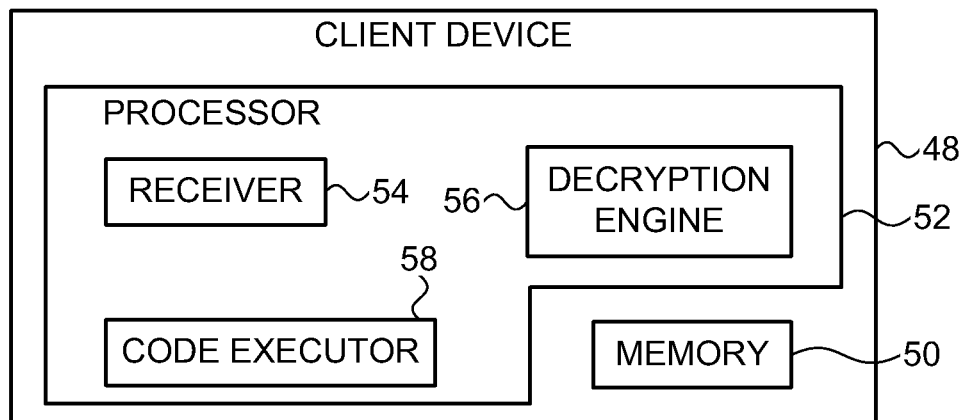 CLIENT DEVICE
PROCESSOR
RECEIVER
54
56
DECRYPTION
ENGINE
48
52
58
CODE EXECUTOR
MEMORY
50